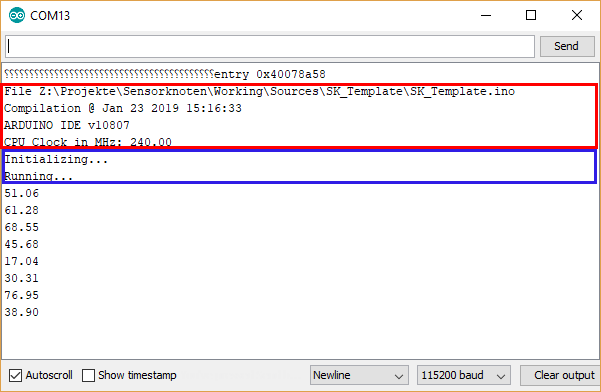 COM13
Send
⸮⸮⸮⸮⸮⸮⸮⸮⸮⸮⸮⸮⸮⸮⸮⸮⸮⸮⸮⸮⸮⸮⸮⸮⸮⸮⸮⸮⸮⸮⸮⸮⸮⸮⸮⸮⸮⸮⸮⸮⸮⸮entry 0x40078a58
File Z:\Projekte\Sensorknoten\Working\Sources\SK_Template\SK_Template.ino
Compilation @ Jan 23 2019 15:16:33
ARDUINO IDE v10807
CPU Clock in MHz: 240.00
Initializing...
Running...
51.06
61.28
68.55
45.68
17.04
30.31
76.95
38.90
Autoscroll Show timestamp Newline 115200 baud Clear output